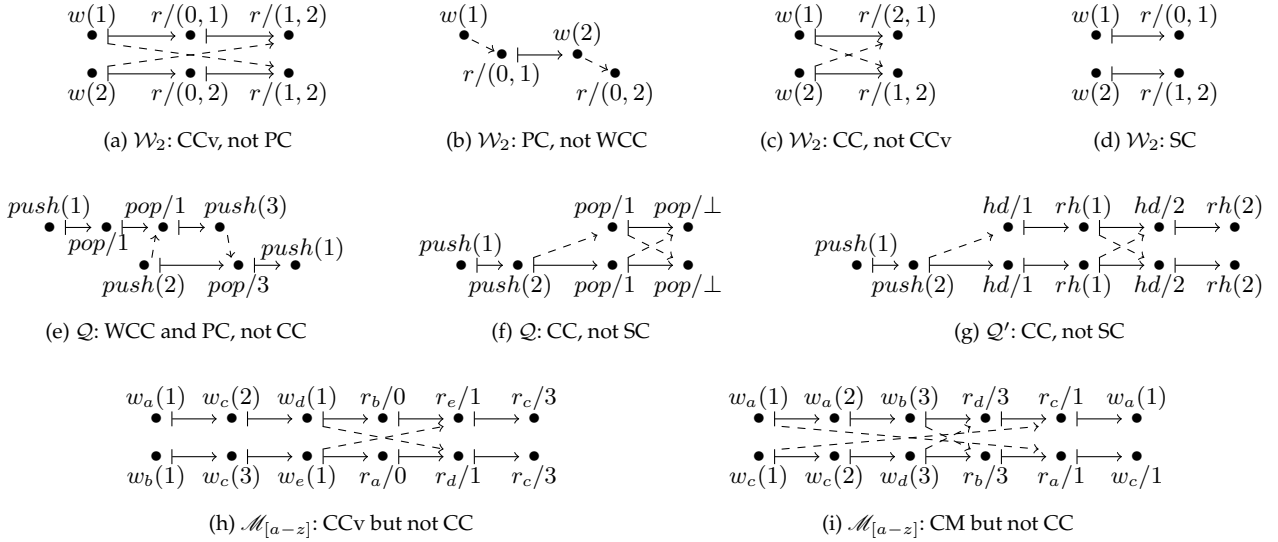 w(1) r/(0, 1) r/(1, 2)
w(2) r/(0, 2) r/(1, 2)
(a) 𝒲₂: CCv, not PC
w(1)
w(2)
r/(0, 1)
r/(0, 2)
(b) 𝒲₂: PC, not WCC
w(1) r/(2, 1)
w(2) r/(1, 2)
(c) 𝒲₂: CC, not CCv
w(1) r/(0, 1)
w(2) r/(1, 2)
(d) 𝒲₂: SC
push(1) pop/1 push(3)
pop/1 push(1)
push(2) pop/3
(e) 𝒬: WCC and PC, not CC
pop/1 pop/⊥
push(1)
push(2) pop/1 pop/⊥
(f) 𝒬: CC, not SC
hd/1 rh(1) hd/2 rh(2)
push(1)
push(2) hd/1 rh(1) hd/2 rh(2)
(g) 𝒬′: CC, not SC
w_a(1) w_c(2) w_d(1) r_b/0 r_e/1 r_c/3
w_b(1) w_c(3) w_e(1) r_a/0 r_d/1 r_c/3
(h) ℳ_[a−z]: CCv but not CC
w_a(1) w_a(2) w_b(3) r_d/3 r_c/1 w_a(1)
w_c(1) w_c(2) w_d(3) r_b/3 r_a/1 w_c/1
(i) ℳ_[a−z]: CM but not CC